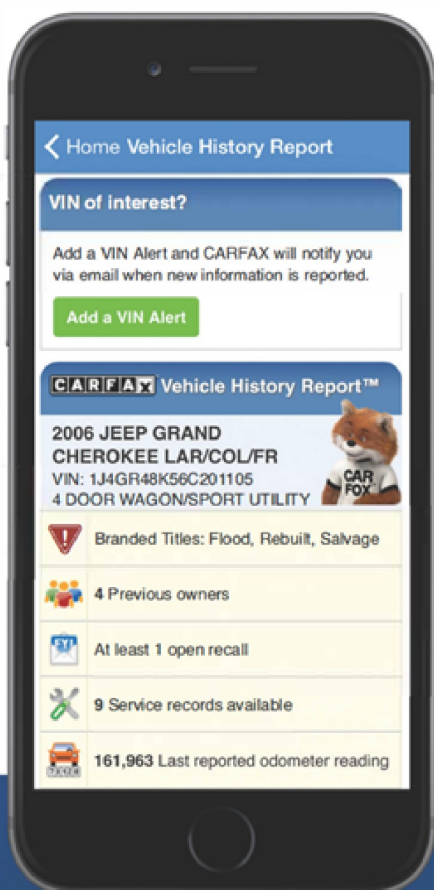 Home Vehicle History Report
VIN of interest?
Add a VIN Alert and CARFAX will notify you
via email when new information is reported.
Add a VIN Alert
CARFAX Vehicle History Report™
2006 JEEP GRAND
CHEROKEE LAR/COL/FR
VIN: 1J4GR48K56C201105
4 DOOR WAGON/SPORT UTILITY
CAR
FOX
Branded Titles: Flood, Rebuilt, Salvage
4 Previous owners
FYI
At least 1 open recall
9 Service records available
161,963 Last reported odometer reading